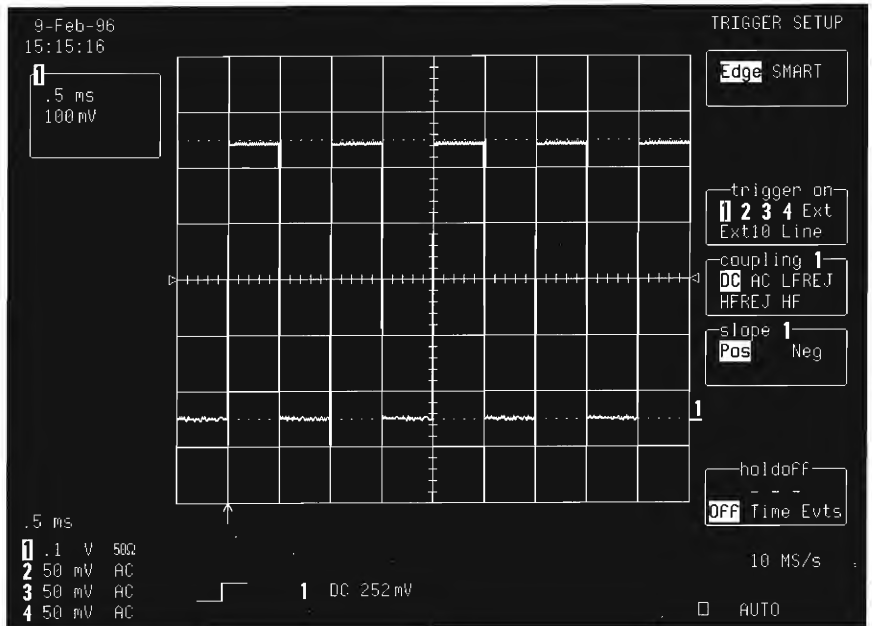 9-Feb-96
15:15:16
1
.5 ms
100 mV
TRIGGER SETUP
Edge SMART
trigger on
1 2 3 4 Ext
Ext10 Line
coupling 1
DC AC LFREJ
HFREJ HF
slope 1
Pos Neg
1
holdoff
- - -
Off Time Evts
.5 ms
1 .1 V 50Ω
2 50 mV AC
3 50 mV AC
4 50 mV AC
1 DC 252 mV
10 MS/s
AUTO